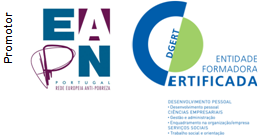 Promotor
EAPN
PORTUGAL
REDE EUROPEIA ANTI-POBREZA
DGERT
ENTIDADE
FORMADORA
CERTIFICADA
DESENVOLVIMENTO PESSOAL
• Desenvolvimento pessoal
CIÊNCIAS EMPRESARIAIS
• Gestão e administração
• Enquadramento na organização/empresa
SERVIÇOS SOCIAIS
• Trabalho social e orientação